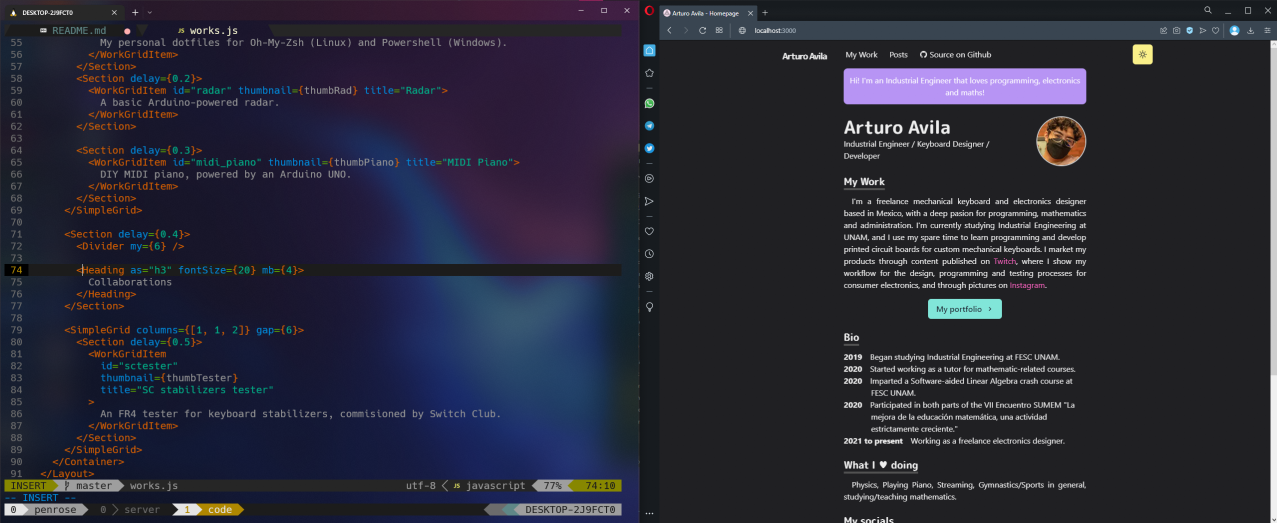 DESKTOP-2J9FCT0
README.md
JS works.js
55 My personal dotfiles for Oh-My-Zsh (Linux) and Powershell (Windows).
56 </WorkGridItem>
57 </Section>
58 <Section delay={0.2}>
59 <WorkGridItem id="radar" thumbnail={thumbRad} title="Radar">
60 A basic Arduino-powered radar.
61 </WorkGridItem>
62 </Section>
63
64 <Section delay={0.3}>
65 <WorkGridItem id="midi_piano" thumbnail={thumbPiano} title="MIDI Piano">
66 DIY MIDI piano, powered by an Arduino UNO.
67 </WorkGridItem>
68 </Section>
69 </SimpleGrid>
70
71 <Section delay={0.4}>
72 <Divider my={6} />
73
74 <Heading as="h3" fontSize={20} mb={4}>
75 Collaborations
76 </Heading>
77 </Section>
78
79 <SimpleGrid columns={[1, 1, 2]} gap={6}>
80 <Section delay={0.5}>
81 <WorkGridItem
82 id="sctester"
83 thumbnail={thumbTester}
84 title="SC stabilizers tester"
85 >
86 An FR4 tester for keyboard stabilizers, commisioned by Switch Club.
87 </WorkGridItem>
88 </Section>
89 </SimpleGrid>
90 </Container>
91 </Layout>
INSERT master works.js utf-8 JS javascript 77% 74:10
-- INSERT --
0 penrose 0 server 1 code DESKTOP-2J9FCT0
Arturo Avila - Homepage
localhost:3000
Arturo Avila My Work Posts Source on Github
Hi! I'm an Industrial Engineer that loves programming, electronics
and maths!
Arturo Avila
Industrial Engineer / Keyboard Designer /
Developer
My Work
I'm a freelance mechanical keyboard and electronics designer
based in Mexico, with a deep pasion for programming, mathematics
and administration. I'm currently studying Industrial Engineering at
UNAM, and I use my spare time to learn programming and develop
printed circuit boards for custom mechanical keyboards. I market my
products through content published on Twitch, where I show my
workflow for the design, programming and testing processes for
consumer electronics, and through pictures on Instagram.
My portfolio
Bio
2019 Began studying Industrial Engineering at FESC UNAM.
2020 Started working as a tutor for mathematic-related courses.
2020 Imparted a Software-aided Linear Algebra crash course at
FESC UNAM.
2020 Participated in both parts of the VII Encuentro SUMEM "La
mejora de la educación matemática, una actividad
estrictamente creciente."
2021 to present Working as a freelance electronics designer.
What I ♥ doing
Physics, Playing Piano, Streaming, Gymnastics/Sports in general,
studying/teaching mathematics.
My socials